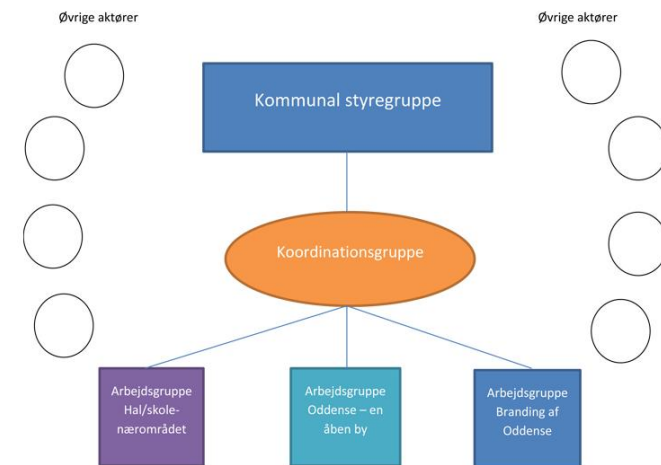 Øvrige aktører
Øvrige aktører
Kommunal styregruppe
Koordinationsgruppe
Arbejdsgruppe
Hal/skole-
nærområdet
Arbejdsgruppe
Oddense – en
åben by
Arbejdsgruppe
Branding af
Oddense